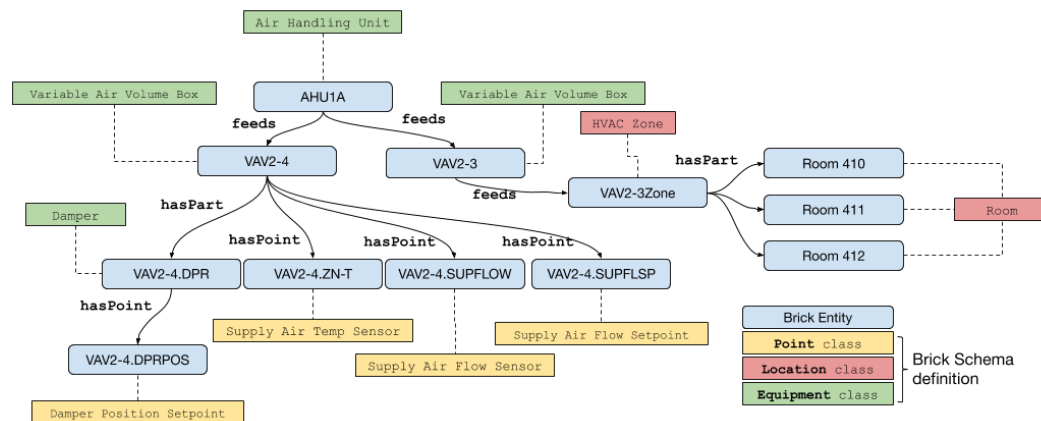 Air Handling Unit
Variable Air Volume Box
AHU1A
Variable Air Volume Box
feeds
feeds
HVAC Zone
VAV2-4
VAV2-3
hasPart
Room 410
feeds
VAV2-3Zone
hasPart
Damper
Room 411
Room
hasPoint
hasPoint
hasPoint
Room 412
VAV2-4.DPR
VAV2-4.ZN-T
VAV2-4.SUPFLOW
VAV2-4.SUPFLSP
hasPoint
Supply Air Temp Sensor
Supply Air Flow Setpoint
VAV2-4.DPRPOS
Supply Air Flow Sensor
Damper Position Setpoint
Brick Entity
Point class
Location class
Equipment class
Brick Schema
definition